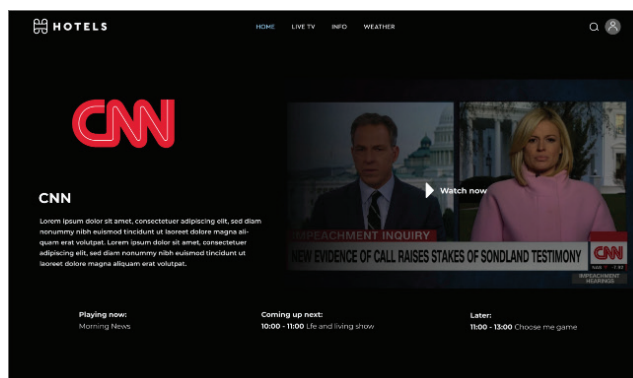 HOTELS
HOME LIVE TV INFO WEATHER
CNN
CNN
Lorem ipsum dolor sit amet, consectetuer adipiscing elit, sed diam
nonummy nibh euismod tincidunt ut laoreet dolore magna ali-
quam erat volutpat. Lorem ipsum dolor sit amet, consectetuer
adipiscing elit, sed diam nonummy nibh euismod tincidunt ut
laoreet dolore magna aliquam erat volutpat.
Watch now
IMPEACHMENT INQUIRY
NEW EVIDENCE OF CALL RAISES STAKES OF SONDLAND TESTIMONY
CNN
IMPEACHMENT
HEARINGS
Playing now:
Morning News
Coming up next:
10:00 - 11:00 Lfe and living show
Later:
11:00 - 13:00 Choose me game